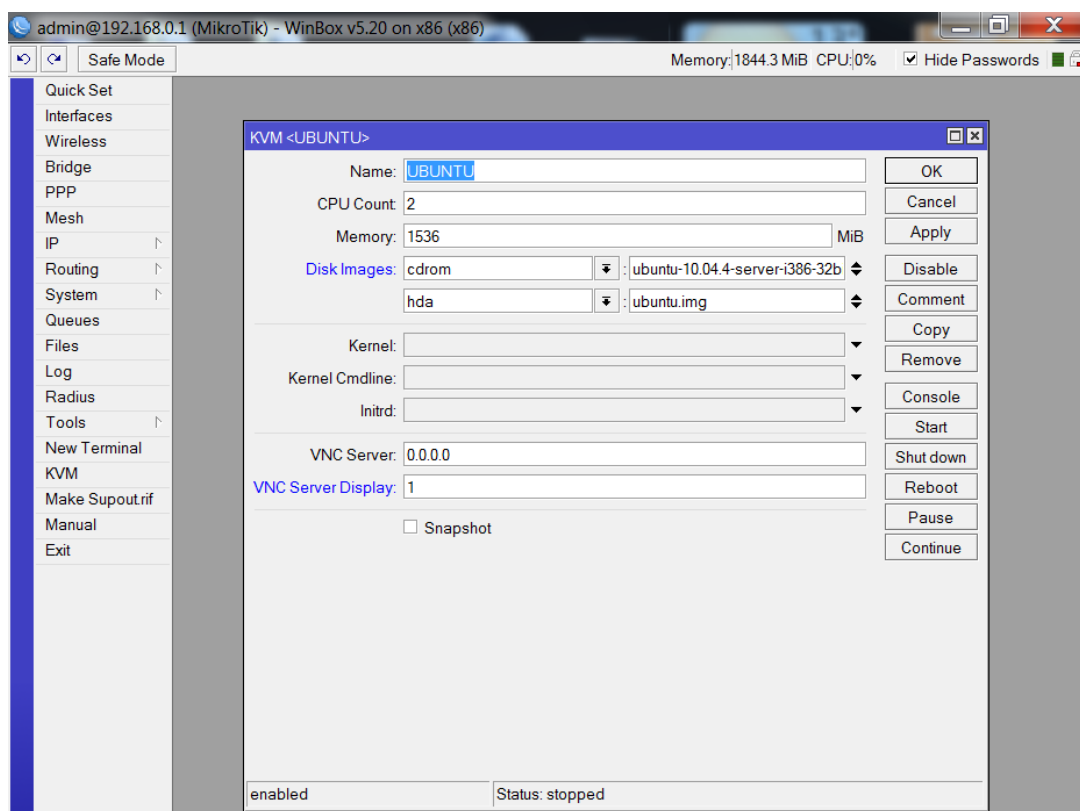 admin@192.168.0.1 (MikroTik) - WinBox v5.20 on x86 (x86)
Safe Mode
Memory: 1844.3 MiB CPU: 0% Hide Passwords
Quick Set
Interfaces
Wireless
Bridge
PPP
Mesh
IP
Routing
System
Queues
Files
Log
Radius
Tools
New Terminal
KVM
Make Supout.rif
Manual
Exit
KVM <UBUNTU>
Name: UBUNTU
CPU Count: 2
Memory: 1536 MiB
Disk Images: cdrom : ubuntu-10.04.4-server-i386-32b
hda : ubuntu.img
Kernel:
Kernel Cmdline:
Initrd:
VNC Server: 0.0.0.0
VNC Server Display: 1
Snapshot
OK
Cancel
Apply
Disable
Comment
Copy
Remove
Console
Start
Shut down
Reboot
Pause
Continue
enabled
Status: stopped